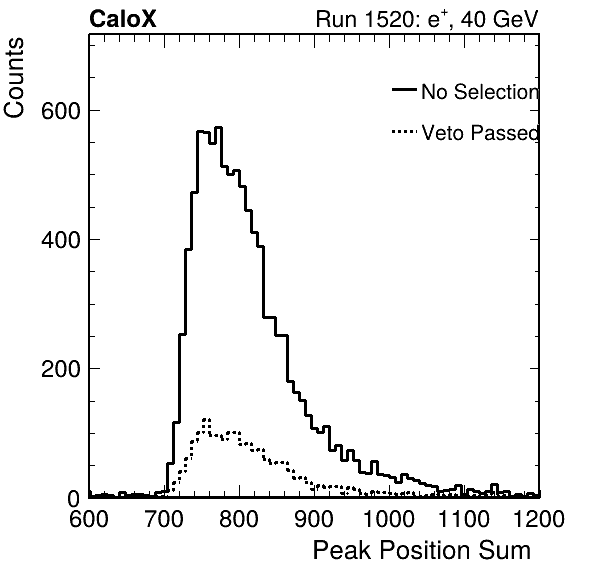 CaloX Run 1520: e⁺, 40 GeV
Counts
No Selection
Veto Passed
600
400
200
0
600 700 800 900 1000 1100 1200
Peak Position Sum